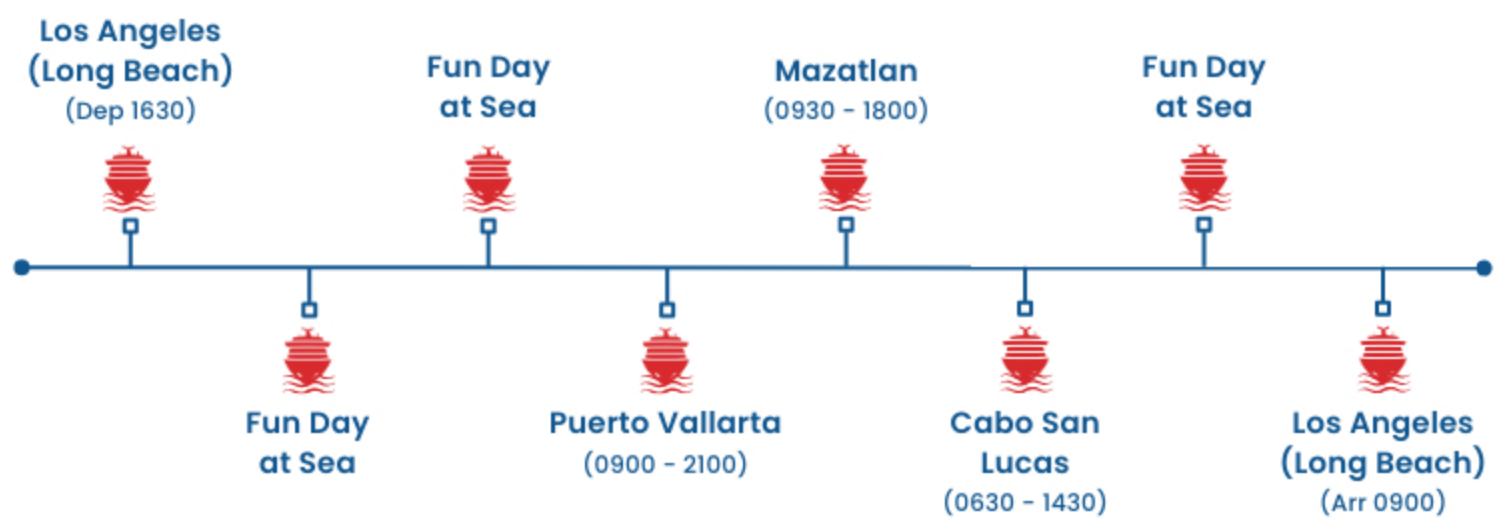 Los Angeles
(Long Beach)
(Dep 1630)
Fun Day
at Sea
Fun Day
at Sea
Puerto Vallarta
(0900 - 2100)
Mazatlan
(0930 - 1800)
Cabo San
Lucas
(0630 - 1430)
Fun Day
at Sea
Los Angeles
(Long Beach)
(Arr 0900)